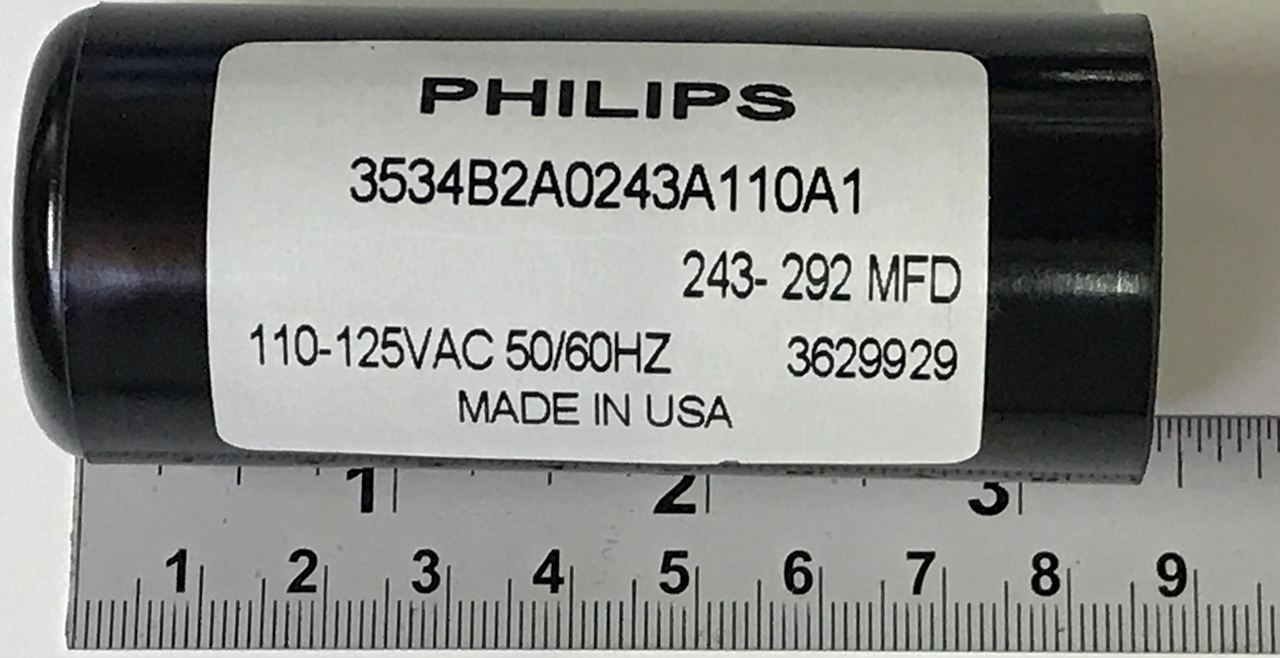 PHILIPS
3534B2A0243A110A1
243- 292 MFD
110-125VAC 50/60HZ 3629929
MADE IN USA
1 2 3
1 2 3 4 5 6 7 8 9